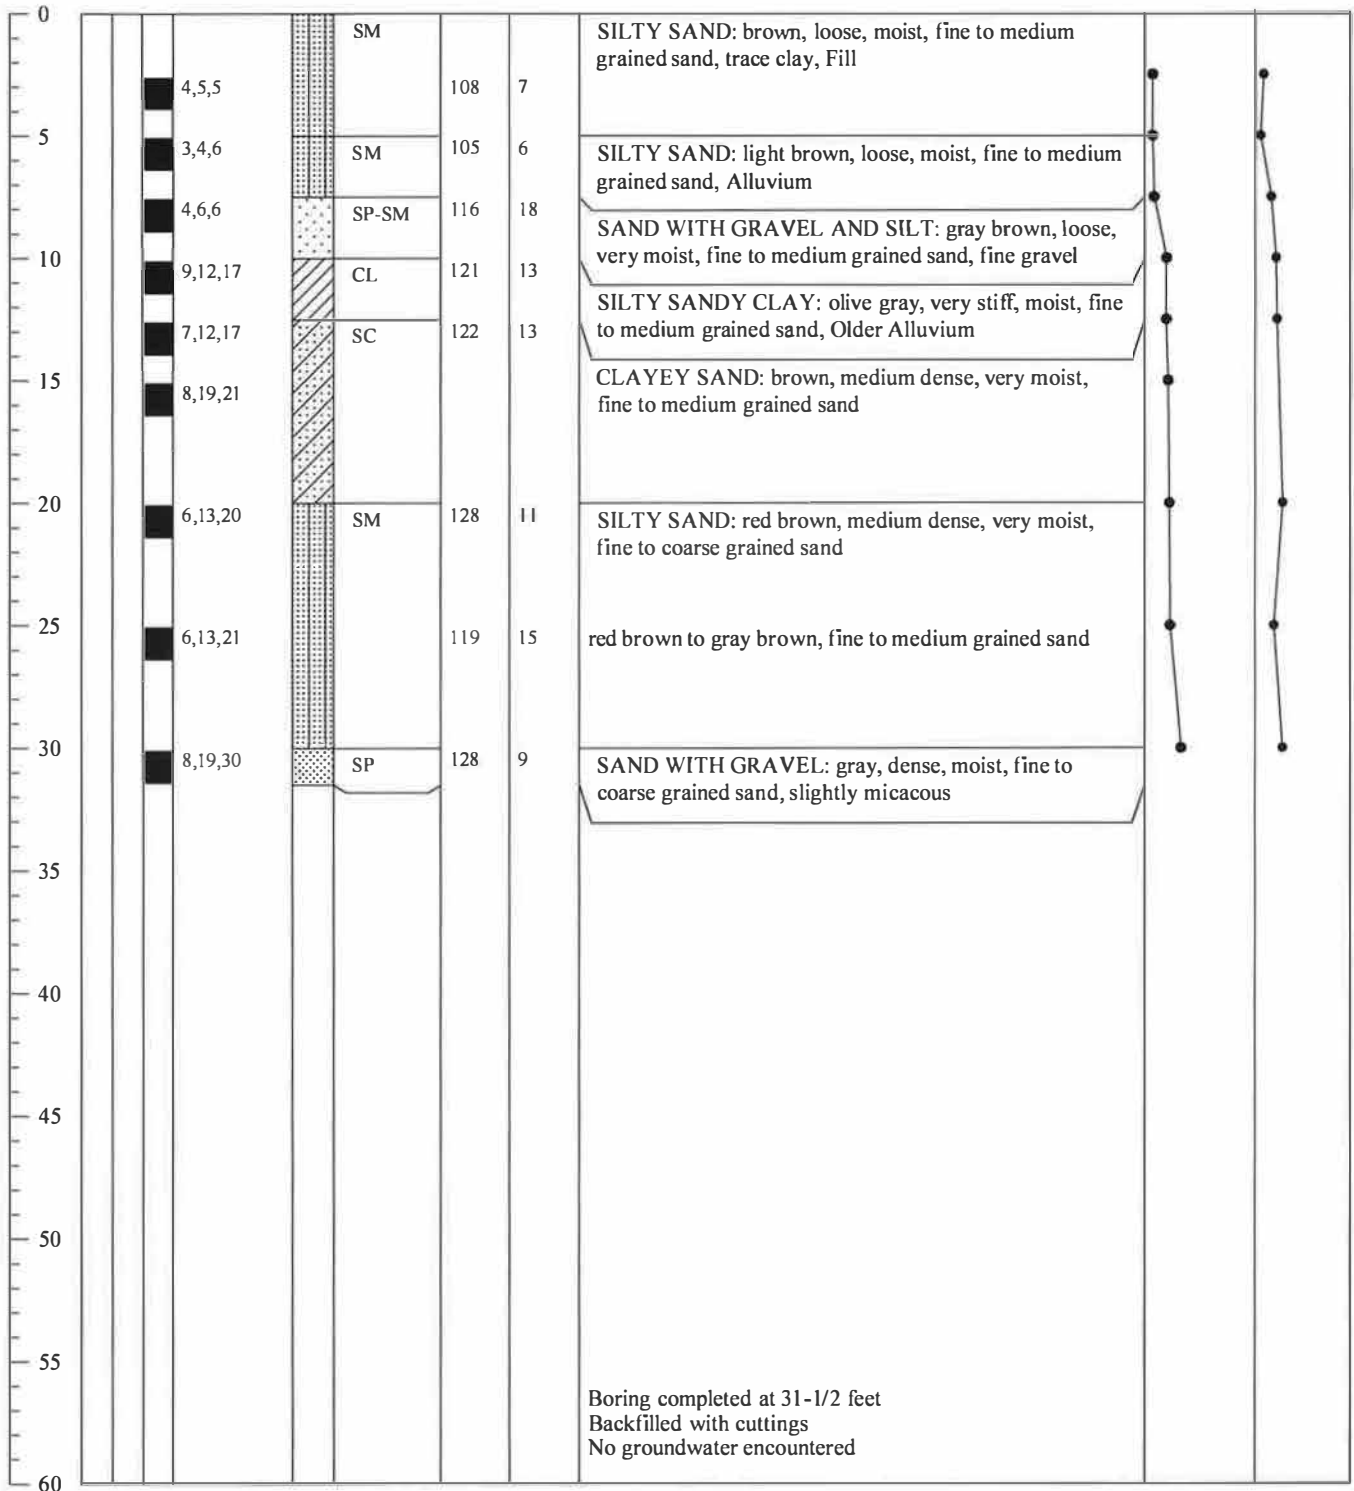 0
SM
SILTY SAND: brown, loose, moist, fine to medium
grained sand, trace clay, Fill
4,5,5
108
7
5
3,4,6
SM
105
6
SILTY SAND: light brown, loose, moist, fine to medium
grained sand, Alluvium
4,6,6
SP-SM
116
18
SAND WITH GRAVEL AND SILT: gray brown, loose,
very moist, fine to medium grained sand, fine gravel
10
9,12,17
CL
121
13
SILTY SANDY CLAY: olive gray, very stiff, moist, fine
to medium grained sand, Older Alluvium
7,12,17
SC
122
13
15
8,19,21
CLAYEY SAND: brown, medium dense, very moist,
fine to medium grained sand
20
6,13,20
SM
128
11
SILTY SAND: red brown, medium dense, very moist,
fine to coarse grained sand
25
6,13,21
119
15
red brown to gray brown, fine to medium grained sand
30
8,19,30
SP
128
9
SAND WITH GRAVEL: gray, dense, moist, fine to
coarse grained sand, slightly micacous
35
40
45
50
55
Boring completed at 31-1/2 feet
Backfilled with cuttings
No groundwater encountered
60